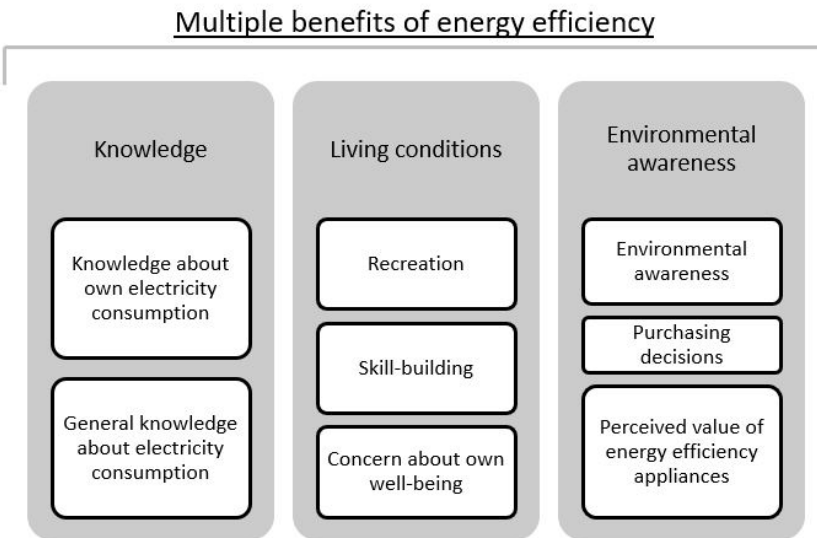 Multiple benefits of energy efficiency
Knowledge
Knowledge about
own electricity
consumption
General knowledge
about electricity
consumption
Living conditions
Recreation
Skill-building
Concern about own
well-being
Environmental
awareness
Environmental
awareness
Purchasing
decisions
Perceived value of
energy efficiency
appliances